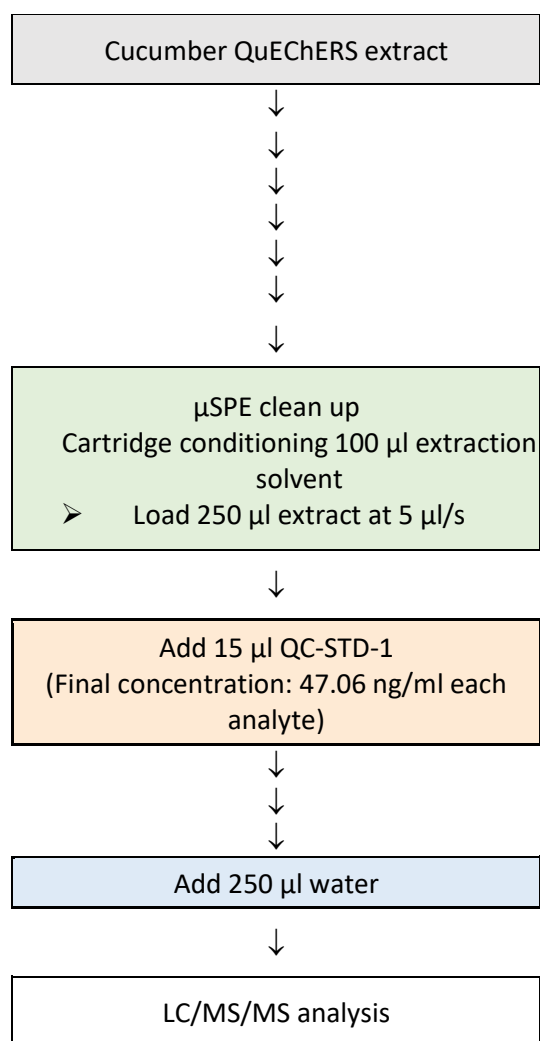 Cucumber QuEChERS extract
↓
↓
↓
↓
↓
↓
↓
µSPE clean up
Cartridge conditioning 100 µl extraction
solvent
➢ Load 250 µl extract at 5 µl/s
↓
Add 15 µl QC-STD-1
(Final concentration: 47.06 ng/ml each
analyte)
↓
↓
↓
Add 250 µl water
↓
LC/MS/MS analysis